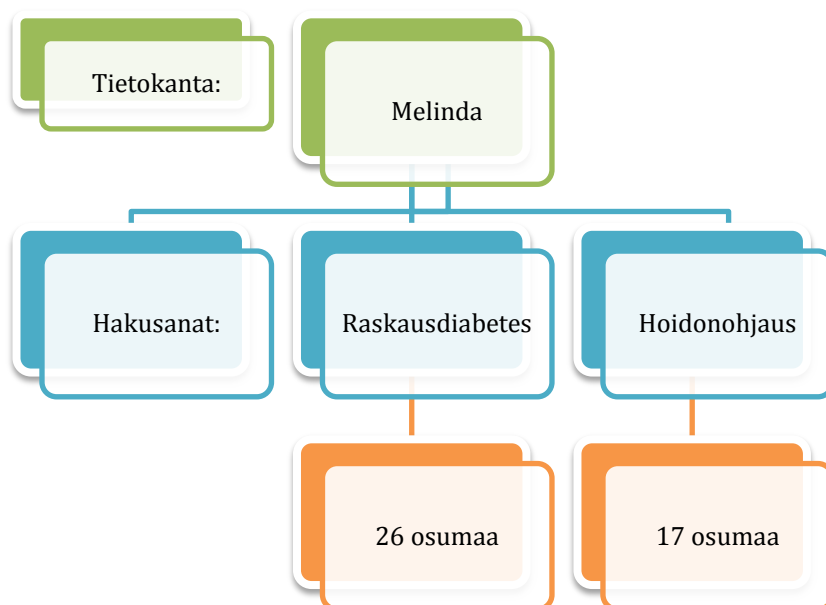 Tietokanta:
Melinda
Hakusanat:
Raskausdiabetes
Hoidonohjaus
26 osumaa
17 osumaa